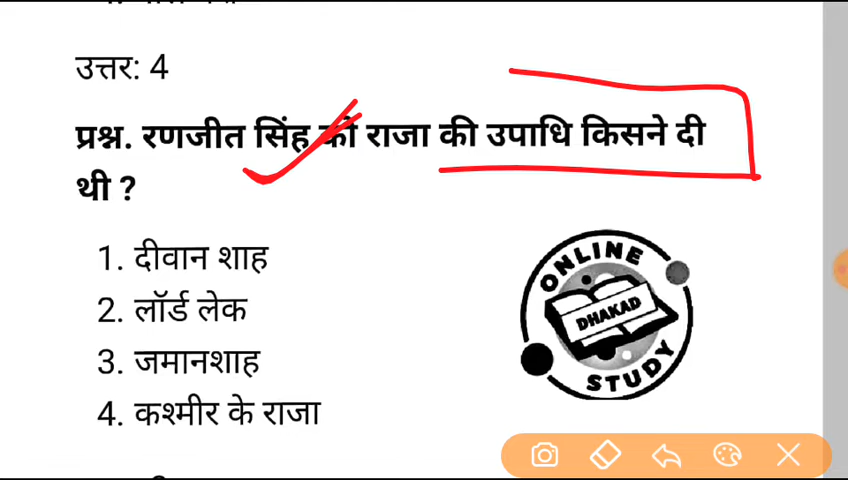 उत्तर: 4
प्रश्न. रणजीत सिंह को राजा की उपाधि किसने दी
थी ?
1. दीवान शाह
2. लॉर्ड लेक
3. जमानशाह
4. कश्मीर के राजा
ONLINE
DHAKAD
STUDY